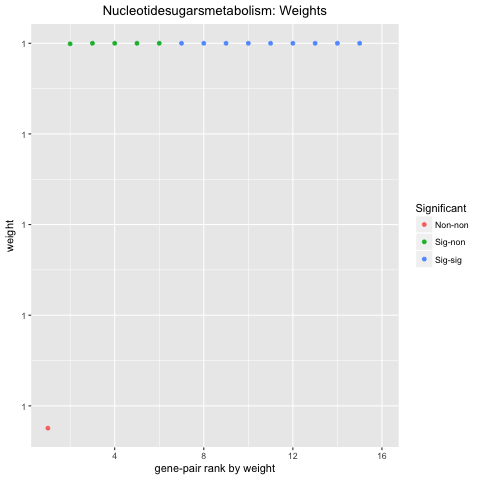 Nucleotidesugarsmetabolism: Weights
1
1
1
1
1
weight
4
8
12
16
gene-pair rank by weight
Significant
Non-non
Sig-non
Sig-sig